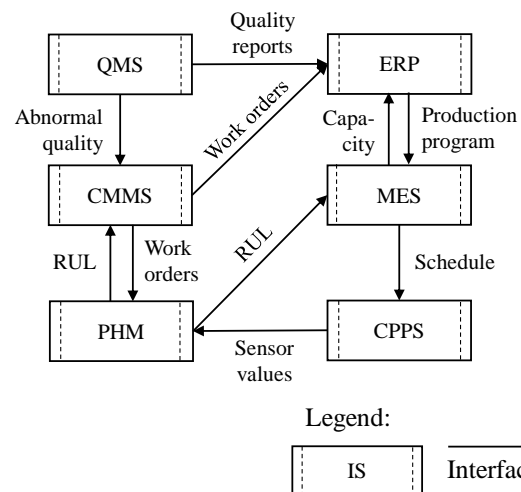 Quality
reports
QMS
ERP
Abnormal
quality
Work orders
Capa-
city
Production
program
CMMS
MES
RUL
Work
orders
RUL
Schedule
PHM
CPPS
Sensor
values
Legend:
IS